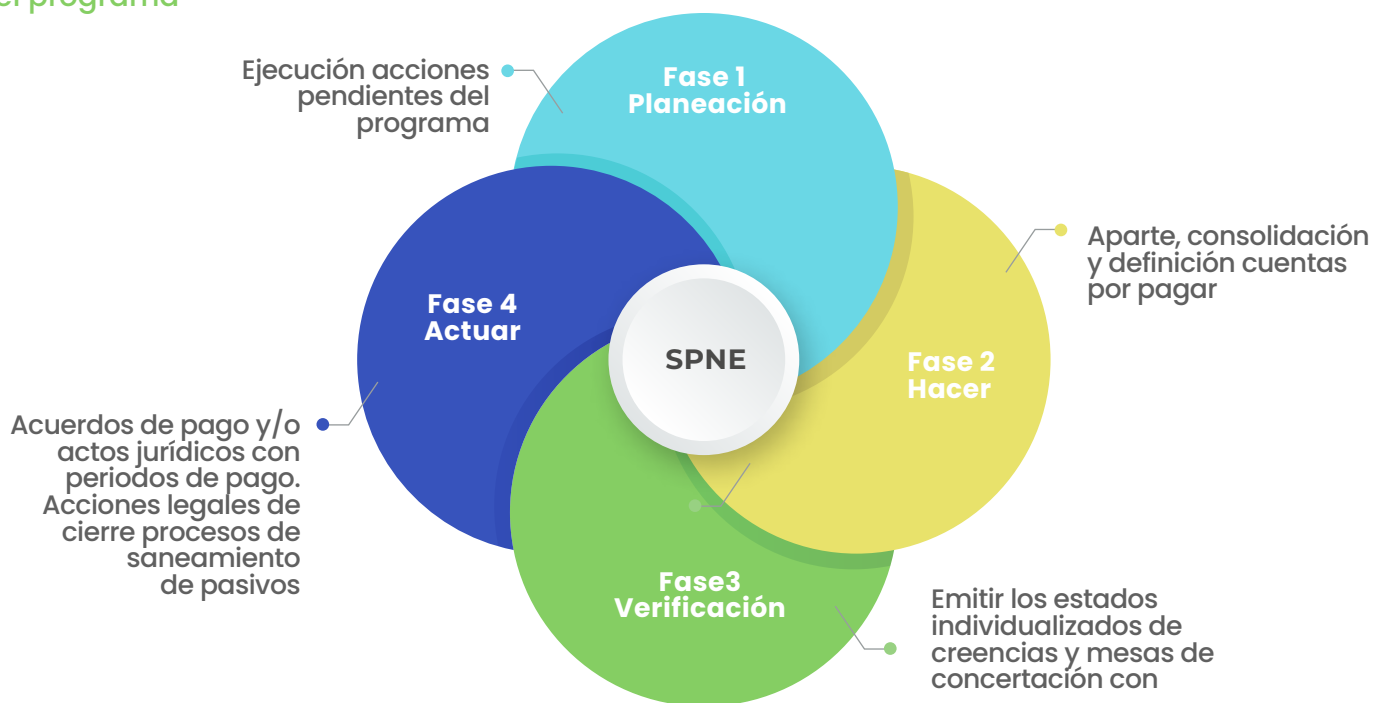 el programa
Fase 1
Planeación
Ejecución acciones
pendientes del
programa
Aparte, consolidación
y definición cuentas
por pagar
Fase 2
Hacer
Fase 4
Actuar
SPNE
Acuerdos de pago y/o
actos jurídicos con
periodos de pago.
Acciones legales de
cierre procesos de
saneamiento
de pasivos
Fase3
Verificación
Emitir los estados
individualizados de
creencias y mesas de
concertación con